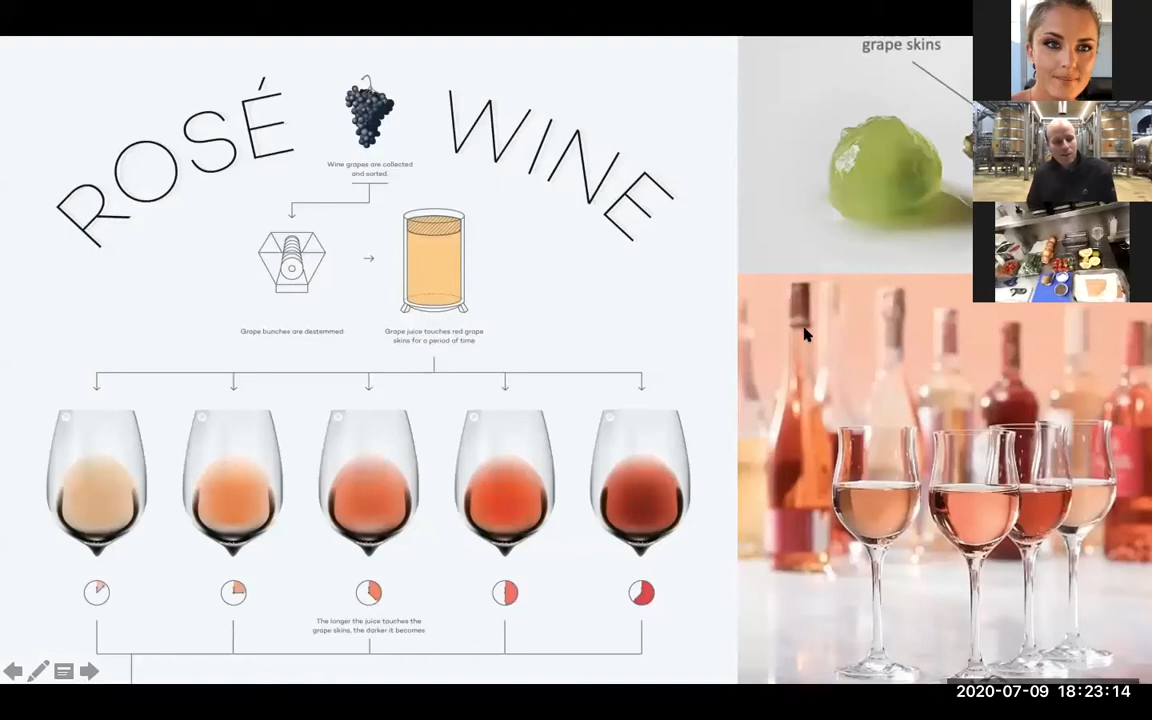 ROSÉ WINE
Wine grapes are collected
and sorted.
Grape bunches are destemmed
Grape juice touches red grape
skins for a period of time
The longer the juice touches the
grape skins, the darker it becomes
grape skins
2020-07-09 18:23:14